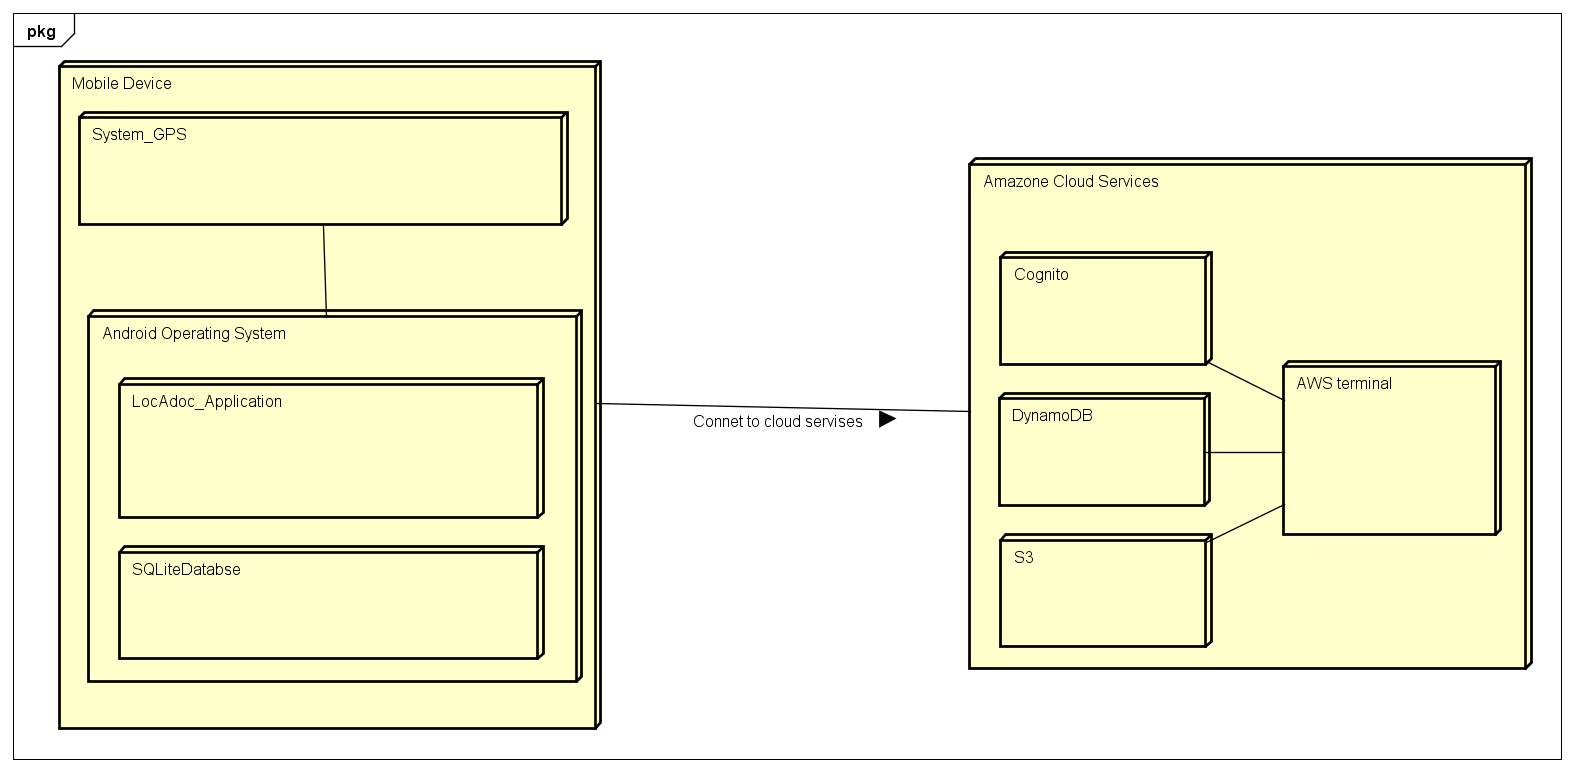 pkg
Mobile Device
System_GPS
Android Operating System
LocAdoc_Application
SQLiteDatabse
Connet to cloud servises
Amazone Cloud Services
Cognito
DynamoDB
S3
AWS terminal